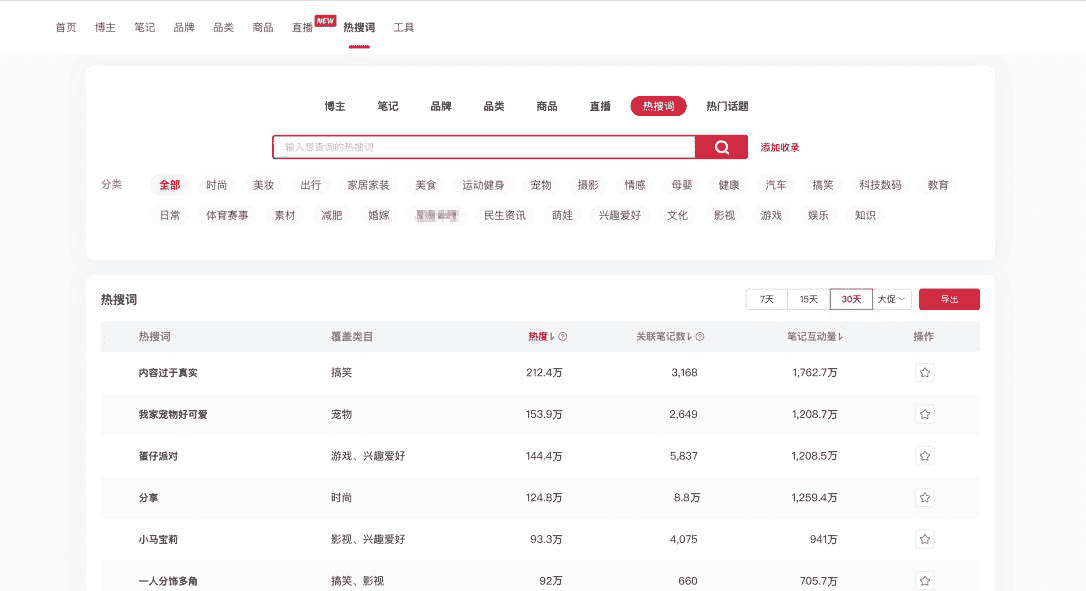 首页 博主 笔记 品牌 品类 商品 直播 NEW 热搜词 工具
博主 笔记 品牌 品类 商品 直播 热搜词 热门话题
输入想查询的热搜词 添加收录
分类 全部 时尚 美妆 出行 家居家装 美食 运动健身 宠物 摄影 情感 母婴 健康 汽车 搞笑 科技数码 教育
日常 体育赛事 素材 减肥 婚嫁 民生资讯 萌娃 兴趣爱好 文化 影视 游戏 娱乐 知识
热搜词 7天 15天 30天 大促 导出
热搜词 覆盖类目 热度 关联笔记数 笔记互动量 操作
内容过于真实 搞笑 212.4万 3,168 1,762.7万
我家宠物好可爱 宠物 153.9万 2,649 1,208.7万
蛋仔派对 游戏、兴趣爱好 144.4万 5,837 1,208.5万
分享 时尚 124.8万 8.8万 1,259.4万
小马宝莉 影视、兴趣爱好 93.3万 4,075 941万
一人分饰多角 搞笑、影视 92万 660 705.7万